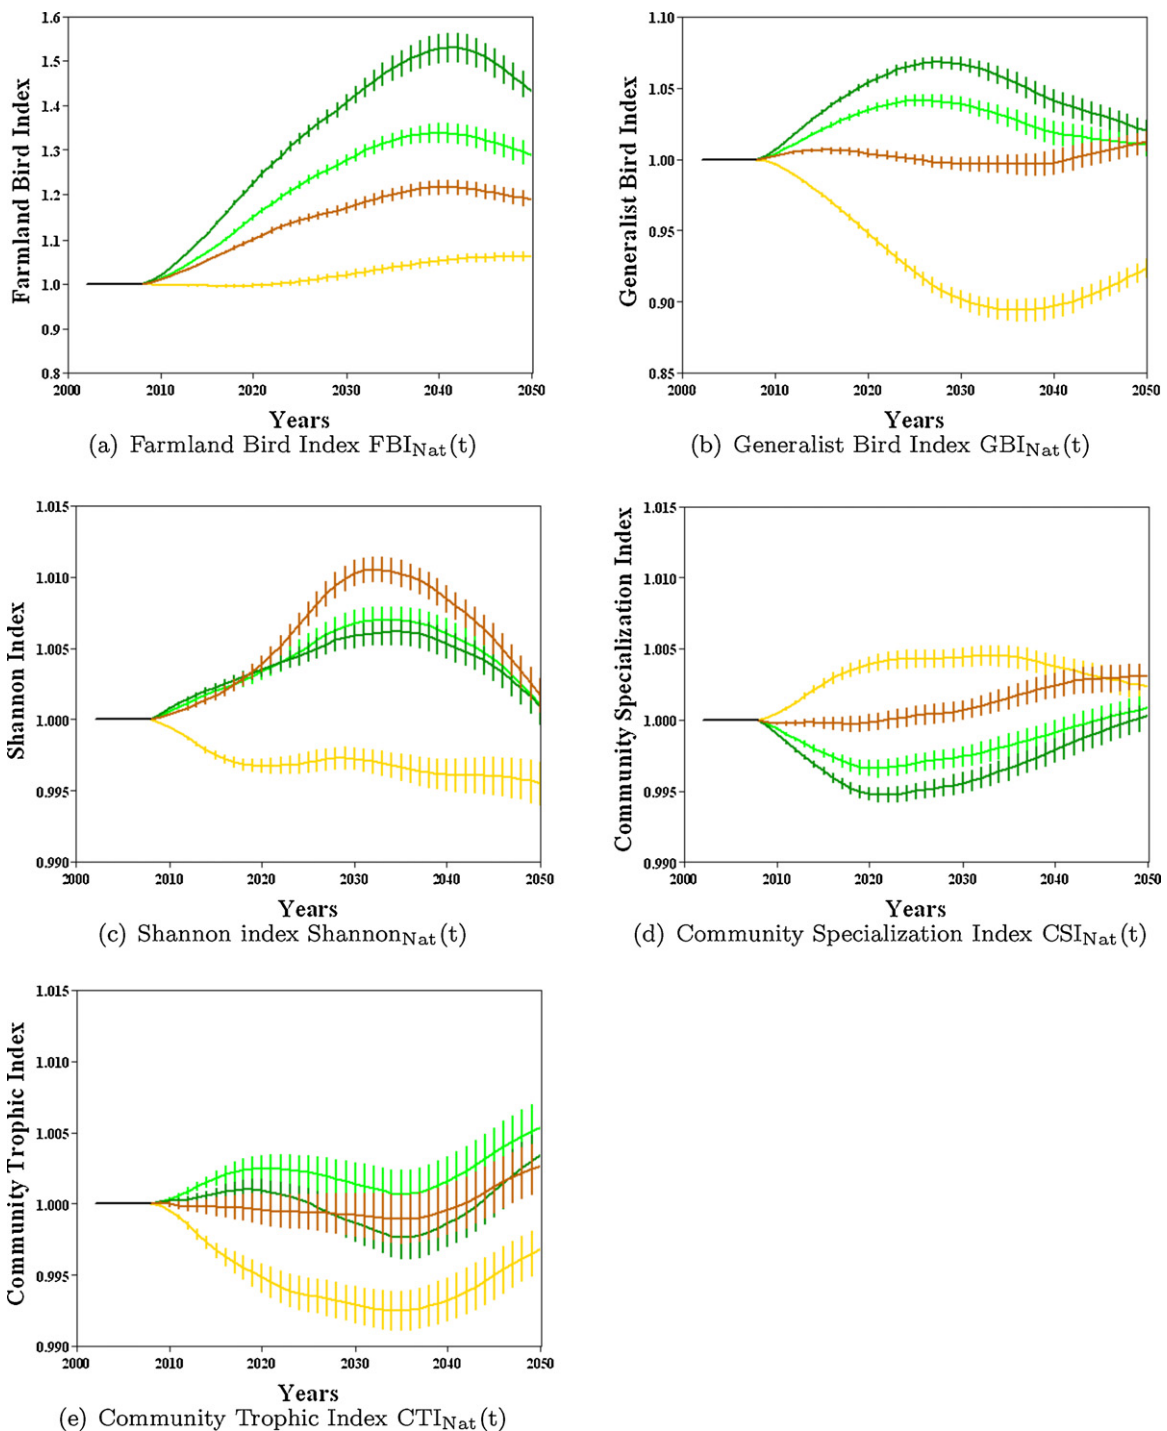 1.6
1.5
1.4
1.3
1.2
1.1
1.0
0.9
0.8
Farmland Bird Index
2000 2010 2020 2030 2040 2050
Years
(a) Farmland Bird Index FBI_Nat(t)
1.10
1.05
1.00
0.95
0.90
0.85
Generalist Bird Index
2000 2010 2020 2030 2040 2050
Years
(b) Generalist Bird Index GBI_Nat(t)
1.015
1.010
1.005
1.000
0.995
0.990
Shannon Index
2000 2010 2020 2030 2040 2050
Years
(c) Shannon index Shannon_Nat(t)
1.015
1.010
1.005
1.000
0.995
0.990
Community Specialization Index
2000 2010 2020 2030 2040 2050
Years
(d) Community Specialization Index CSI_Nat(t)
1.015
1.010
1.005
1.000
0.995
0.990
Community Trophic Index
2000 2010 2020 2030 2040 2050
Years
(e) Community Trophic Index CTI_Nat(t)